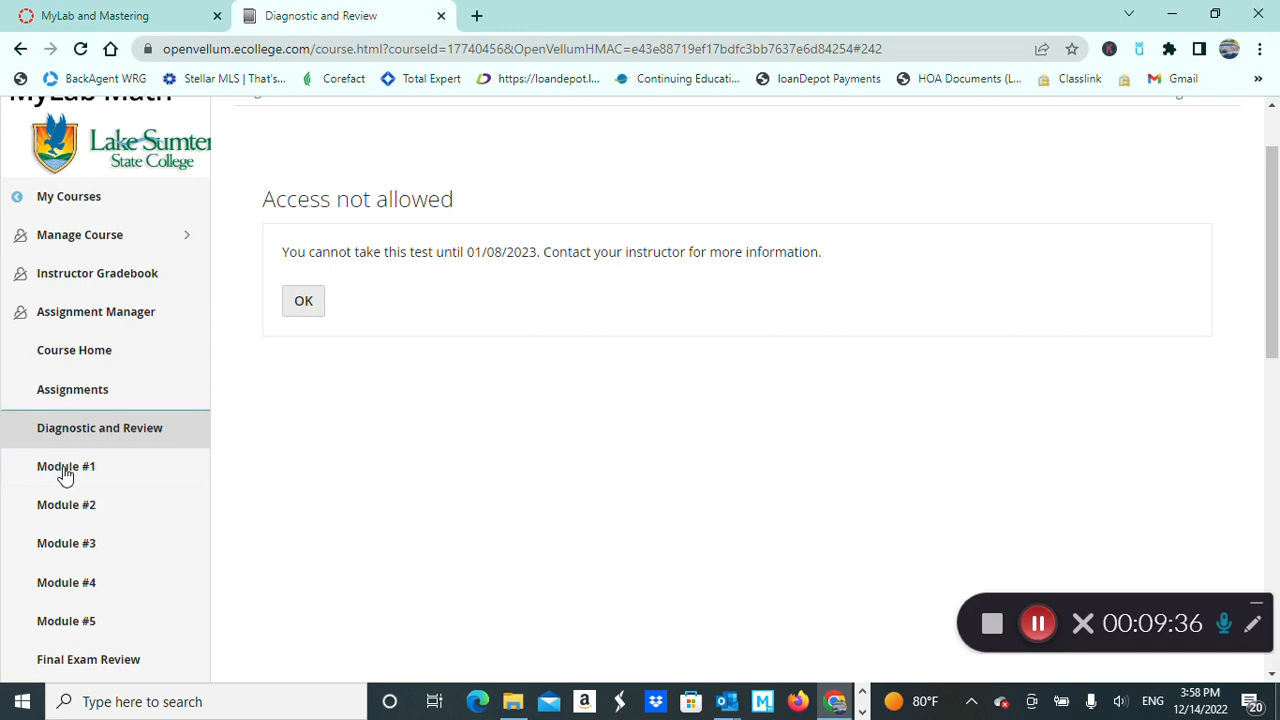 MyLab and Mastering
Diagnostic and Review
openvellum.ecollege.com/course.html?courseId=17740456&OpenVellumHMAC=e43e88719ef17bdfc3bb7637e6d84254#242
BackAgent WRG
Stellar MLS | That's...
Corefact
Total Expert
https://loandepot.l...
Continuing Educati...
loanDepot Payments
HOA Documents (L...
Classlink
Gmail
»
MyLab Math
Lake Sumter
State College
My Courses
Manage Course
Instructor Gradebook
Assignment Manager
Course Home
Assignments
Diagnostic and Review
Module #1
Module #2
Module #3
Module #4
Module #5
Final Exam Review
Access not allowed
You cannot take this test until 01/08/2023. Contact your instructor for more information.
OK
00:09:36
Type here to search
80°F
ENG
3:58 PM
12/14/2022
20